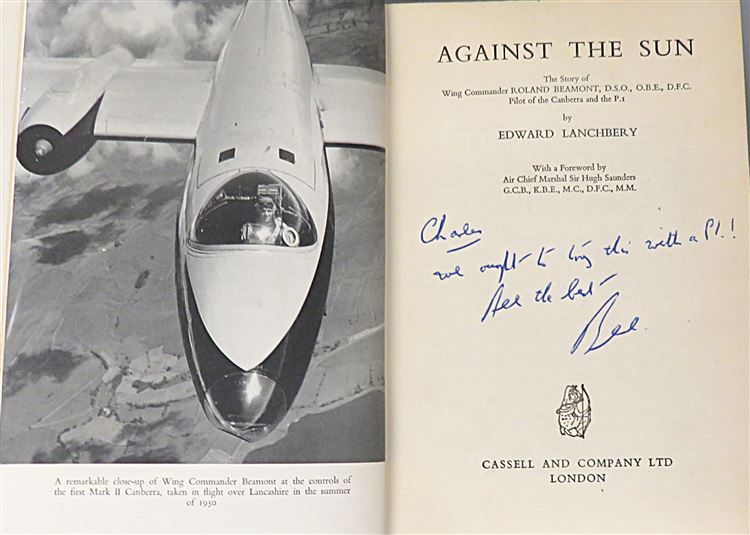 A remarkable close-up of Wing Commander Beamont at the controls of
the first Mark II Canberra, taken in flight over Lancashire in the summer
of 1950
AGAINST THE SUN
The Story of
Wing Commander ROLAND BEAMONT, D.S.O., O.B.E., D.F.C.
Pilot of the Canberra and the P.1
by
EDWARD LANCHBERY
With a Foreword by
Air Chief Marshal Sir Hugh Saunders
G.C.B., K.B.E., M.C., D.F.C., M.M.
Charles
we ought to try this with a P1.!
All the best
Bee.
CASSELL AND COMPANY LTD
LONDON